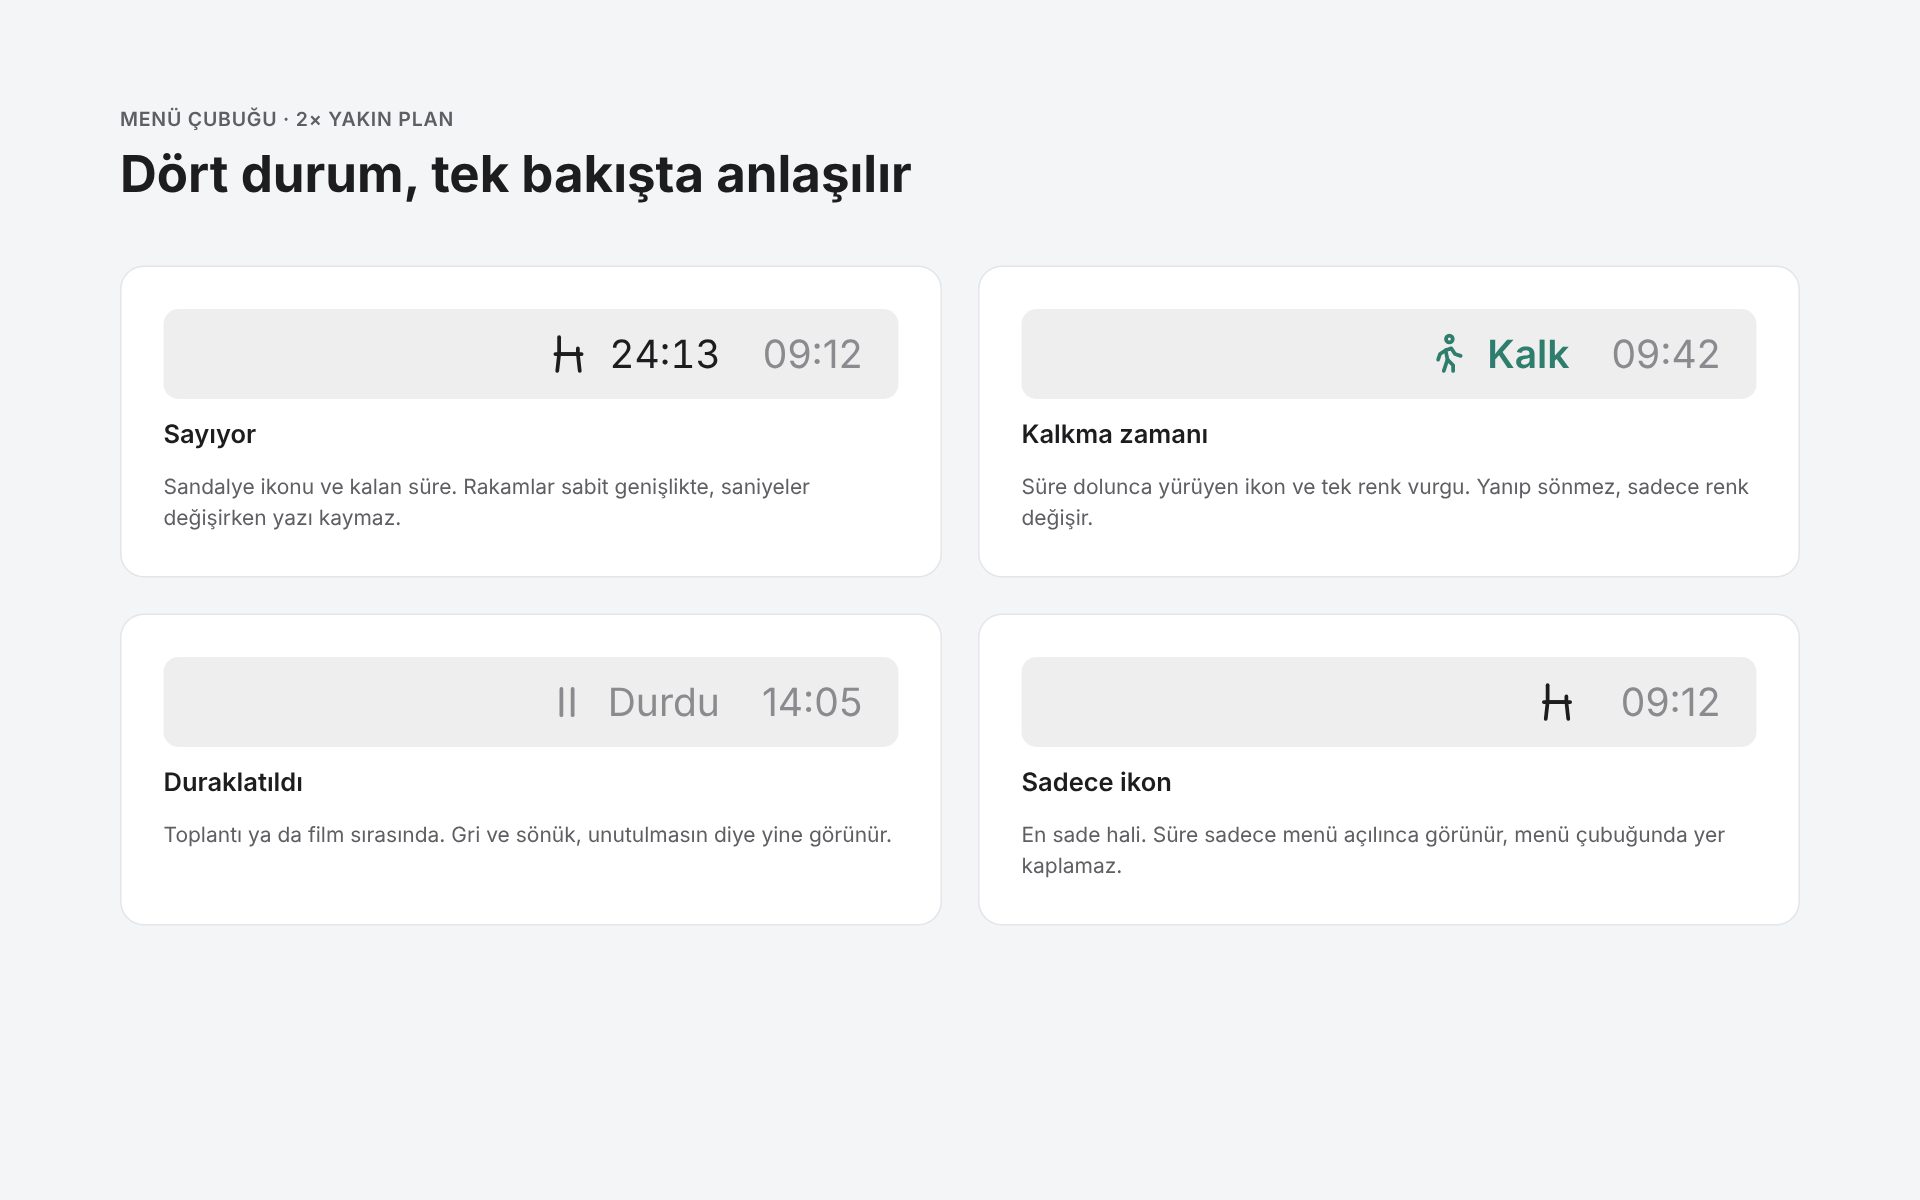 MENÜ ÇUBUĞU · 2× YAKIN PLAN
Dört durum, tek bakışta anlaşılır
24:13 09:12
Sayıyor
Sandalye ikonu ve kalan süre. Rakamlar sabit genişlikte, saniyeler
değişirken yazı kaymaz.
Kalk 09:42
Kalkma zamanı
Süre dolunca yürüyen ikon ve tek renk vurgu. Yanıp sönmez, sadece renk
değişir.
Durdu 14:05
Duraklatıldı
Toplantı ya da film sırasında. Gri ve sönük, unutulmasın diye yine görünür.
09:12
Sadece ikon
En sade hali. Süre sadece menü açılınca görünür, menü çubuğunda yer
kaplamaz.